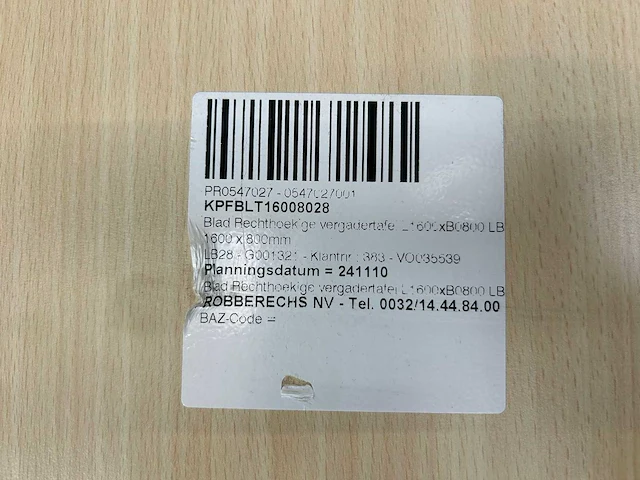 PR0547027 - 0547027001
KPFBLT16008028
Blad Rechthoekige vergadertafel L1600xB0800 LB
1600 x 800mm
LB28 - G001321 - Klantnr : 383 - VO035539
Planningsdatum = 241110
Blad Rechthoekige vergadertafel L1600xB0800 LB
ROBBERECHS NV - Tel. 0032/14.44.84.00
BAZ-Code =